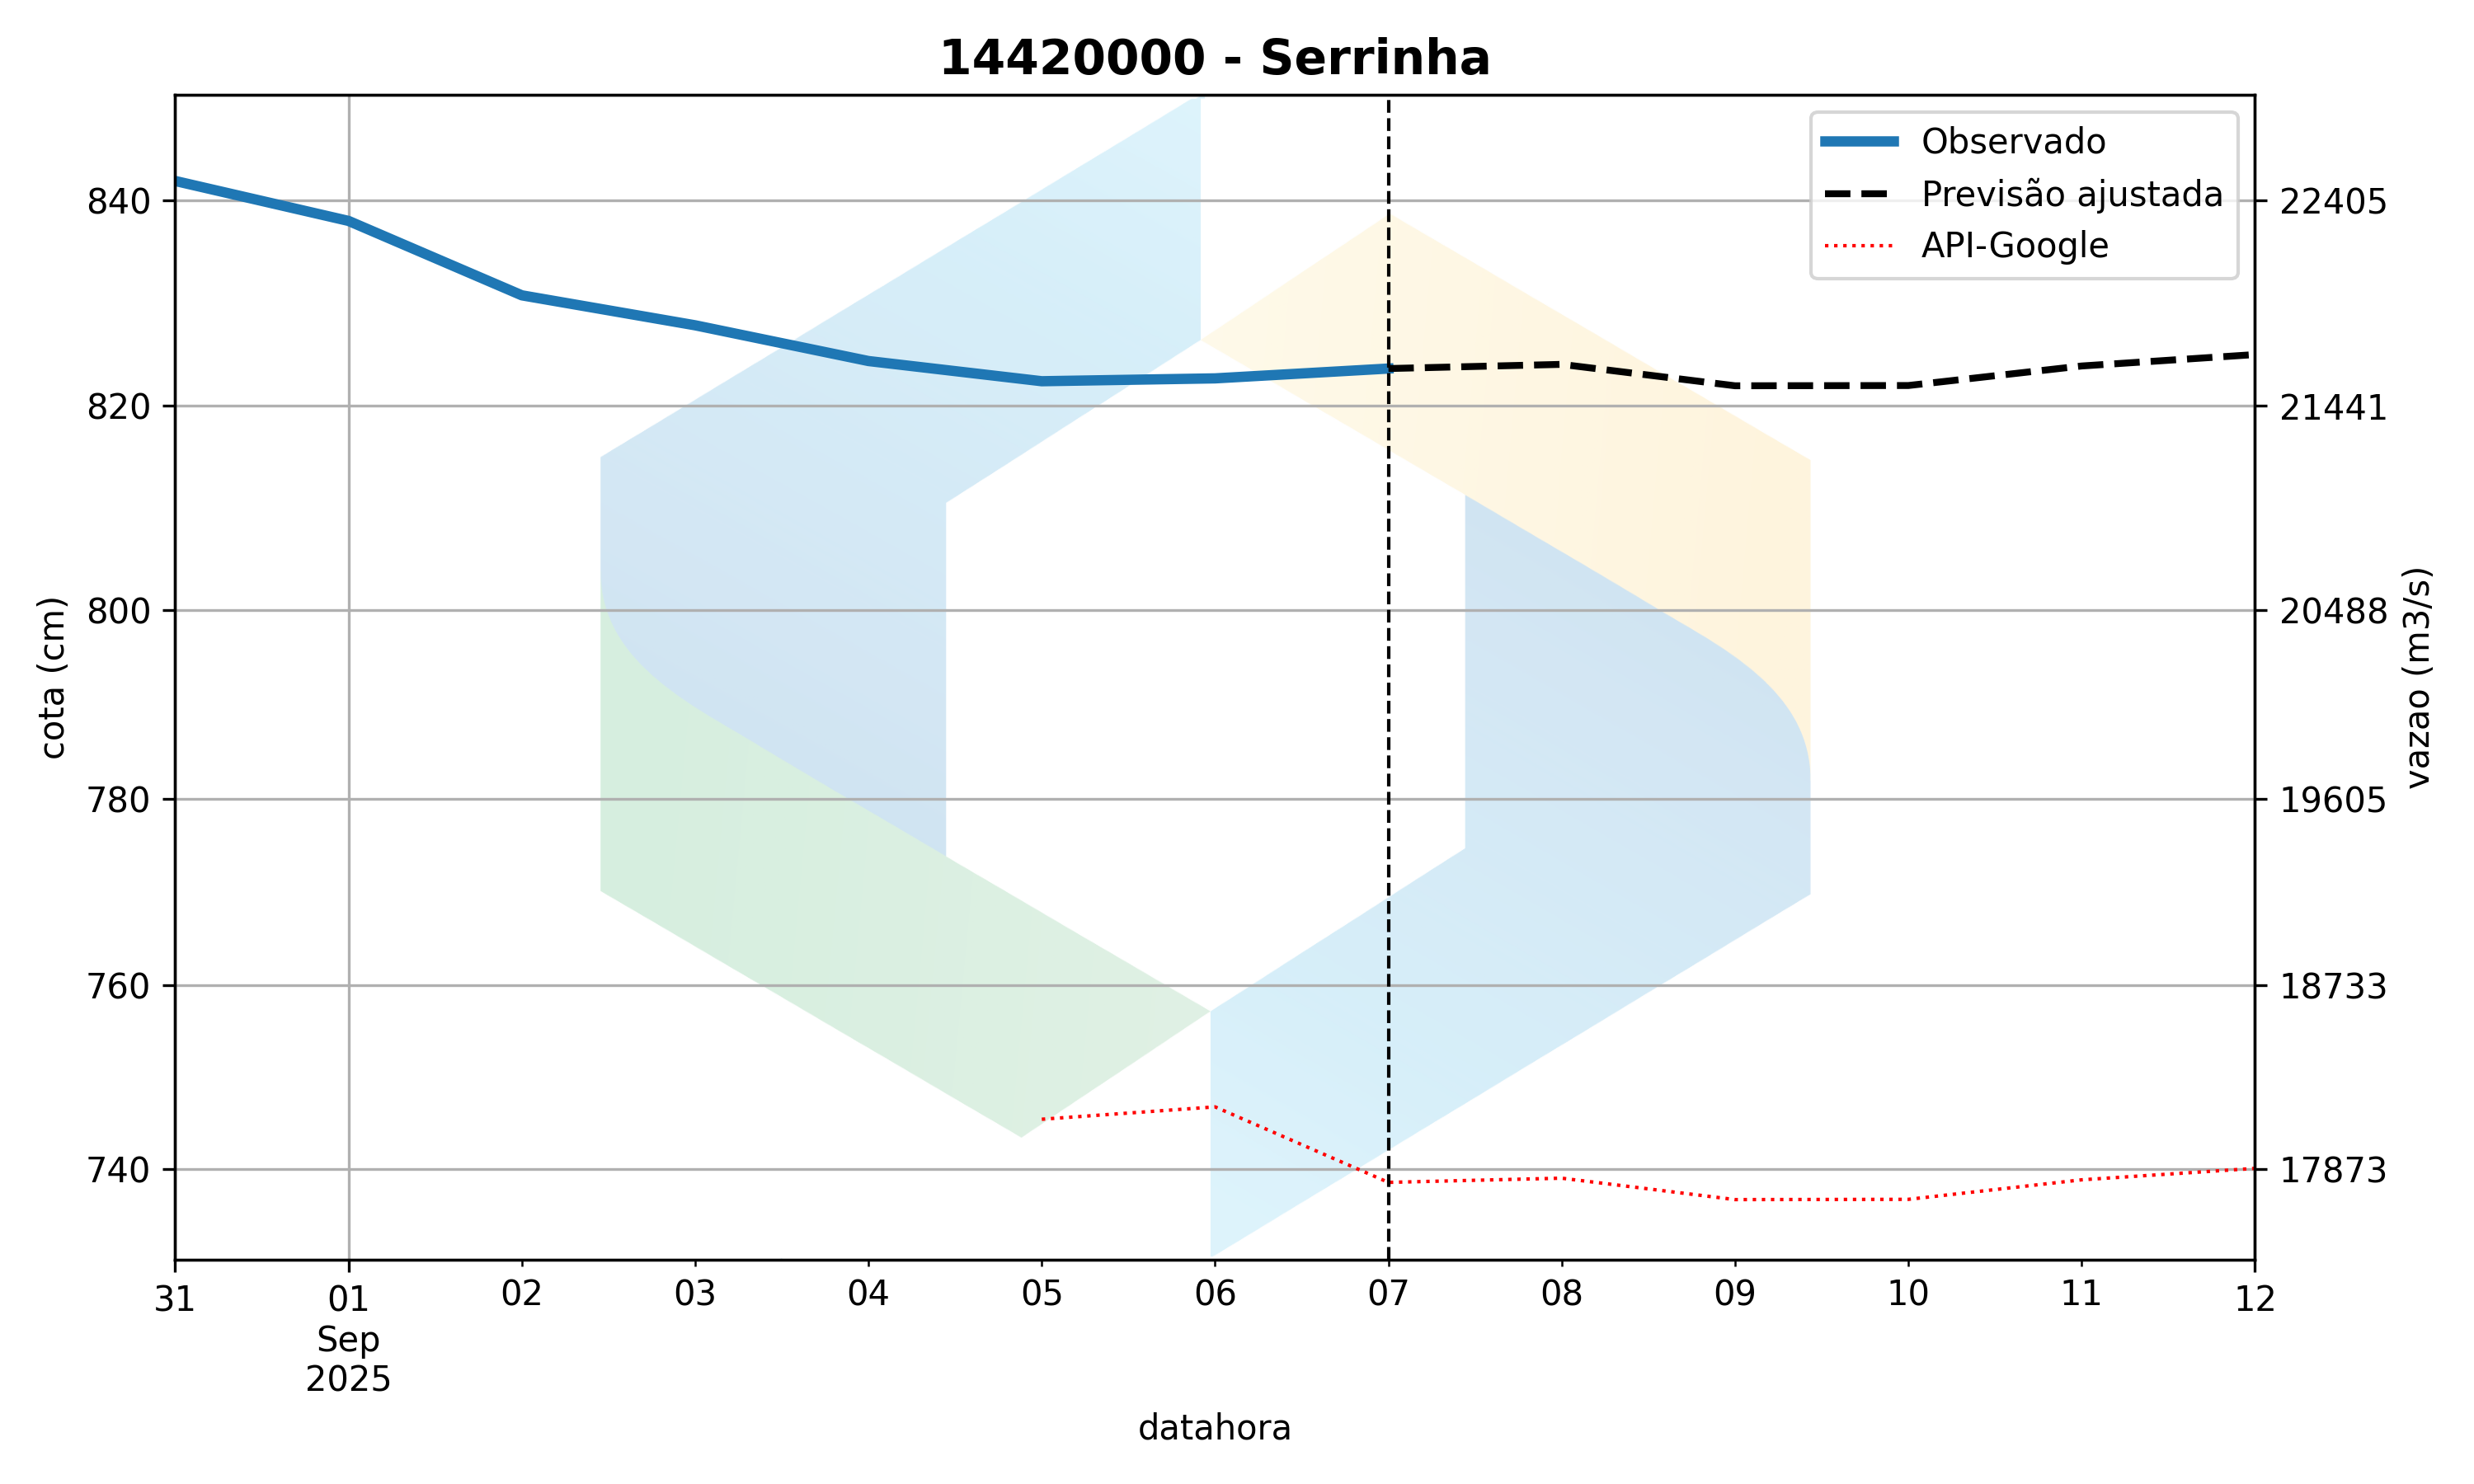 14420000 - Serrinha
Observado
Previsão ajustada
API-Google
840
820
800
780
760
740
cota (cm)
22405
21441
20488
19605
18733
17873
vazao (m3/s)
31 01 02 03 04 05 06 07 08 09 10 11 12
Sep
2025
datahora